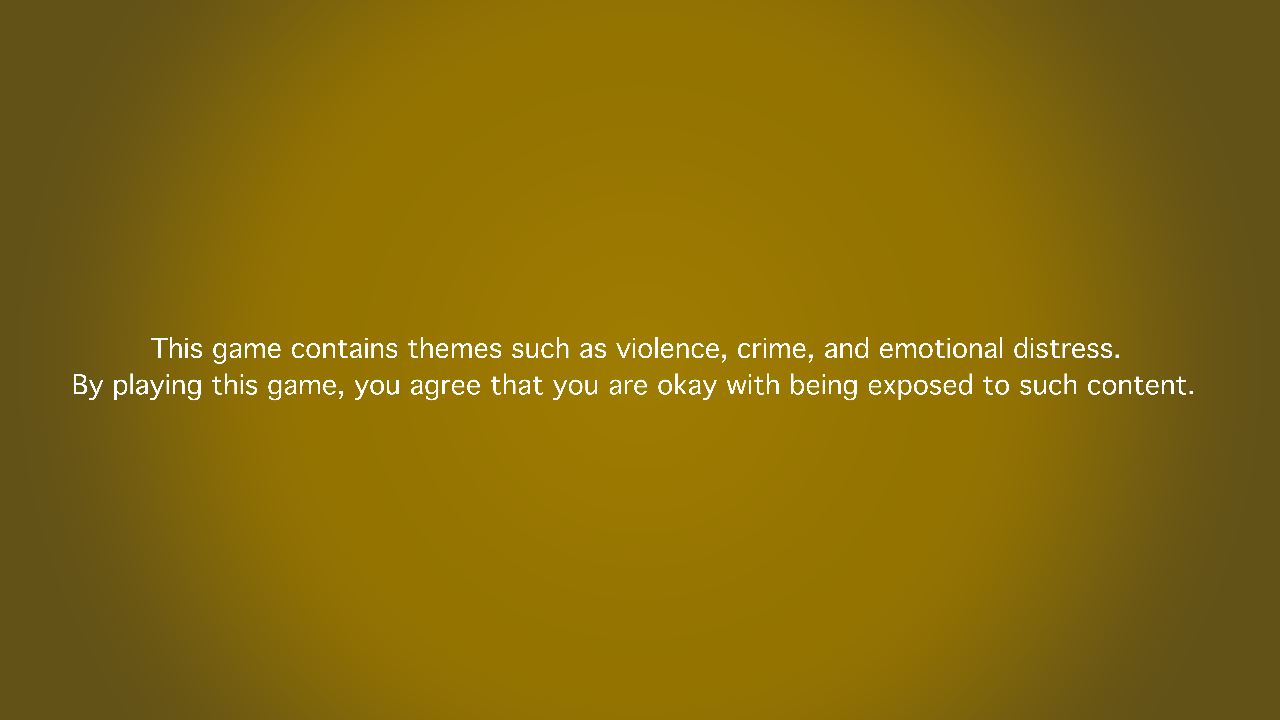 This game contains themes such as violence, crime, and emotional distress.
By playing this game, you agree that you are okay with being exposed to such content.